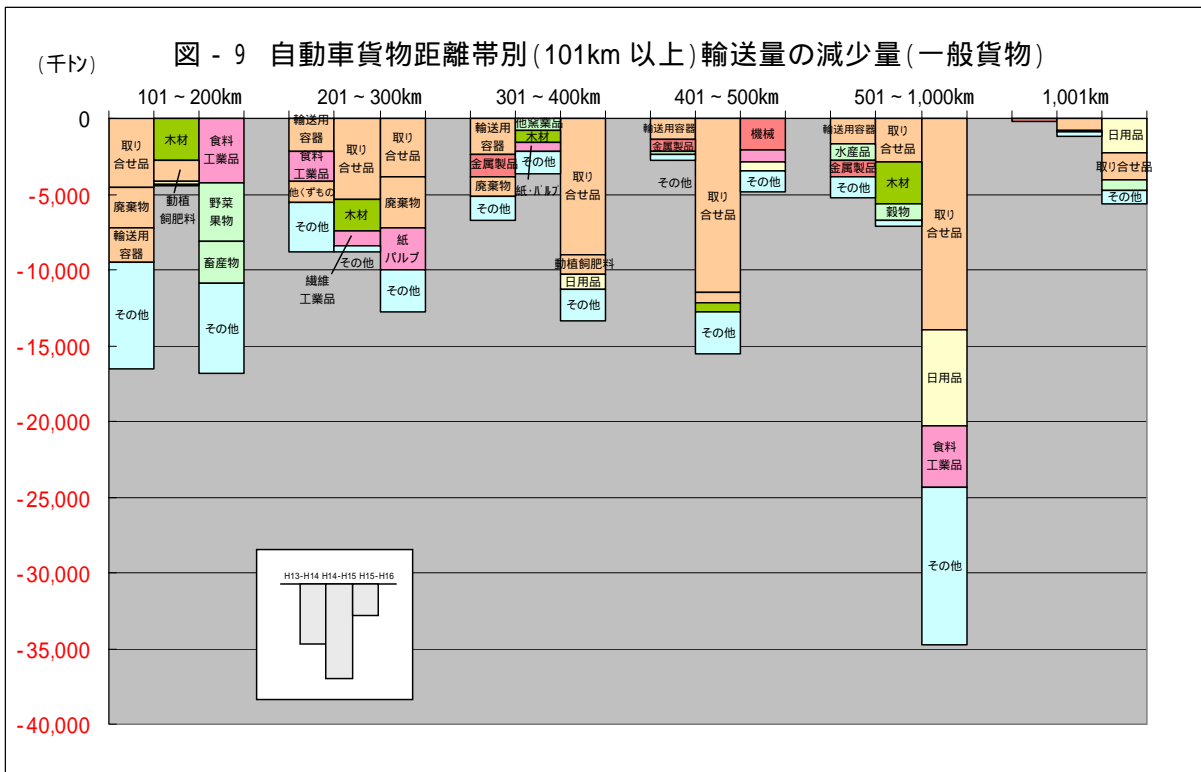 図 - 9 自動車貨物距離帯別(101km 以上)輸送量の減少量(一般貨物)
(千トン)
101 ~ 200km
201 ~ 300km
301 ~ 400km
401 ~ 500km
501 ~ 1,000km
1,001km
0
-5,000
-10,000
-15,000
-20,000
-25,000
-30,000
-35,000
-40,000
取り
合せ品
廃棄物
輸送用
容器
その他
木材
動植
飼肥料
食料
工業品
野菜
果物
畜産物
その他
輸送用
容器
食料
工業品
他くずもの
その他
取り
合せ品
木材
その他
繊維
工業品
取り
合せ品
廃棄物
紙
パルプ
その他
輸送用
容器
金属製品
廃棄物
その他
他窯業品
木材
その他
紙・パルプ
取り
合せ品
動植飼肥料
日用品
その他
輸送用容器
金属製品
その他
取り
合せ品
その他
機械
その他
輸送用容器
水産品
金属製品
その他
取り
合せ品
木材
穀物
取り
合せ品
日用品
食料
工業品
その他
日用品
取り合せ品
その他
H13-H14 H14-H15 H15-H16